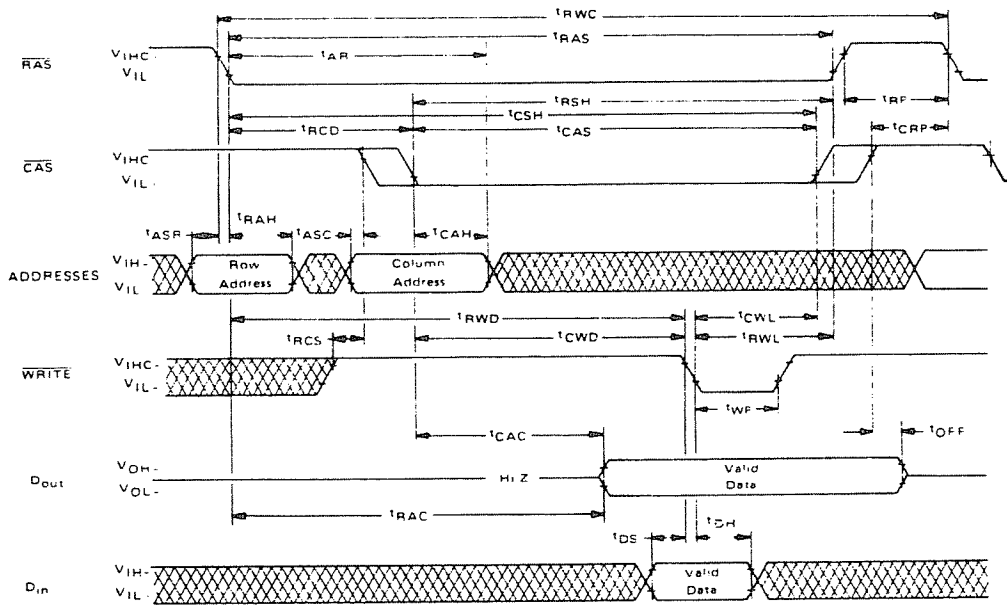 tRWC
tRAS
tAR
RAS
VIHC
VIL
tRSH
tRP
tCSH
tRCD
tCAS
tCRP
CAS
VIHC
VIL
tASR
tRAH
tASC
tCAH
ADDRESSES
VIH-
VIL
Row
Address
Column
Address
tRWD
tCWL
tRCS
tCWD
tRWL
WRITE
VIHC-
VIL-
tWP
tCAC
tOFF
Dout
VOH-
VOL-
Hi Z
Valid
Data
tRAC
tDS
tDH
Din
VIH-
VIL-
Valid
Data